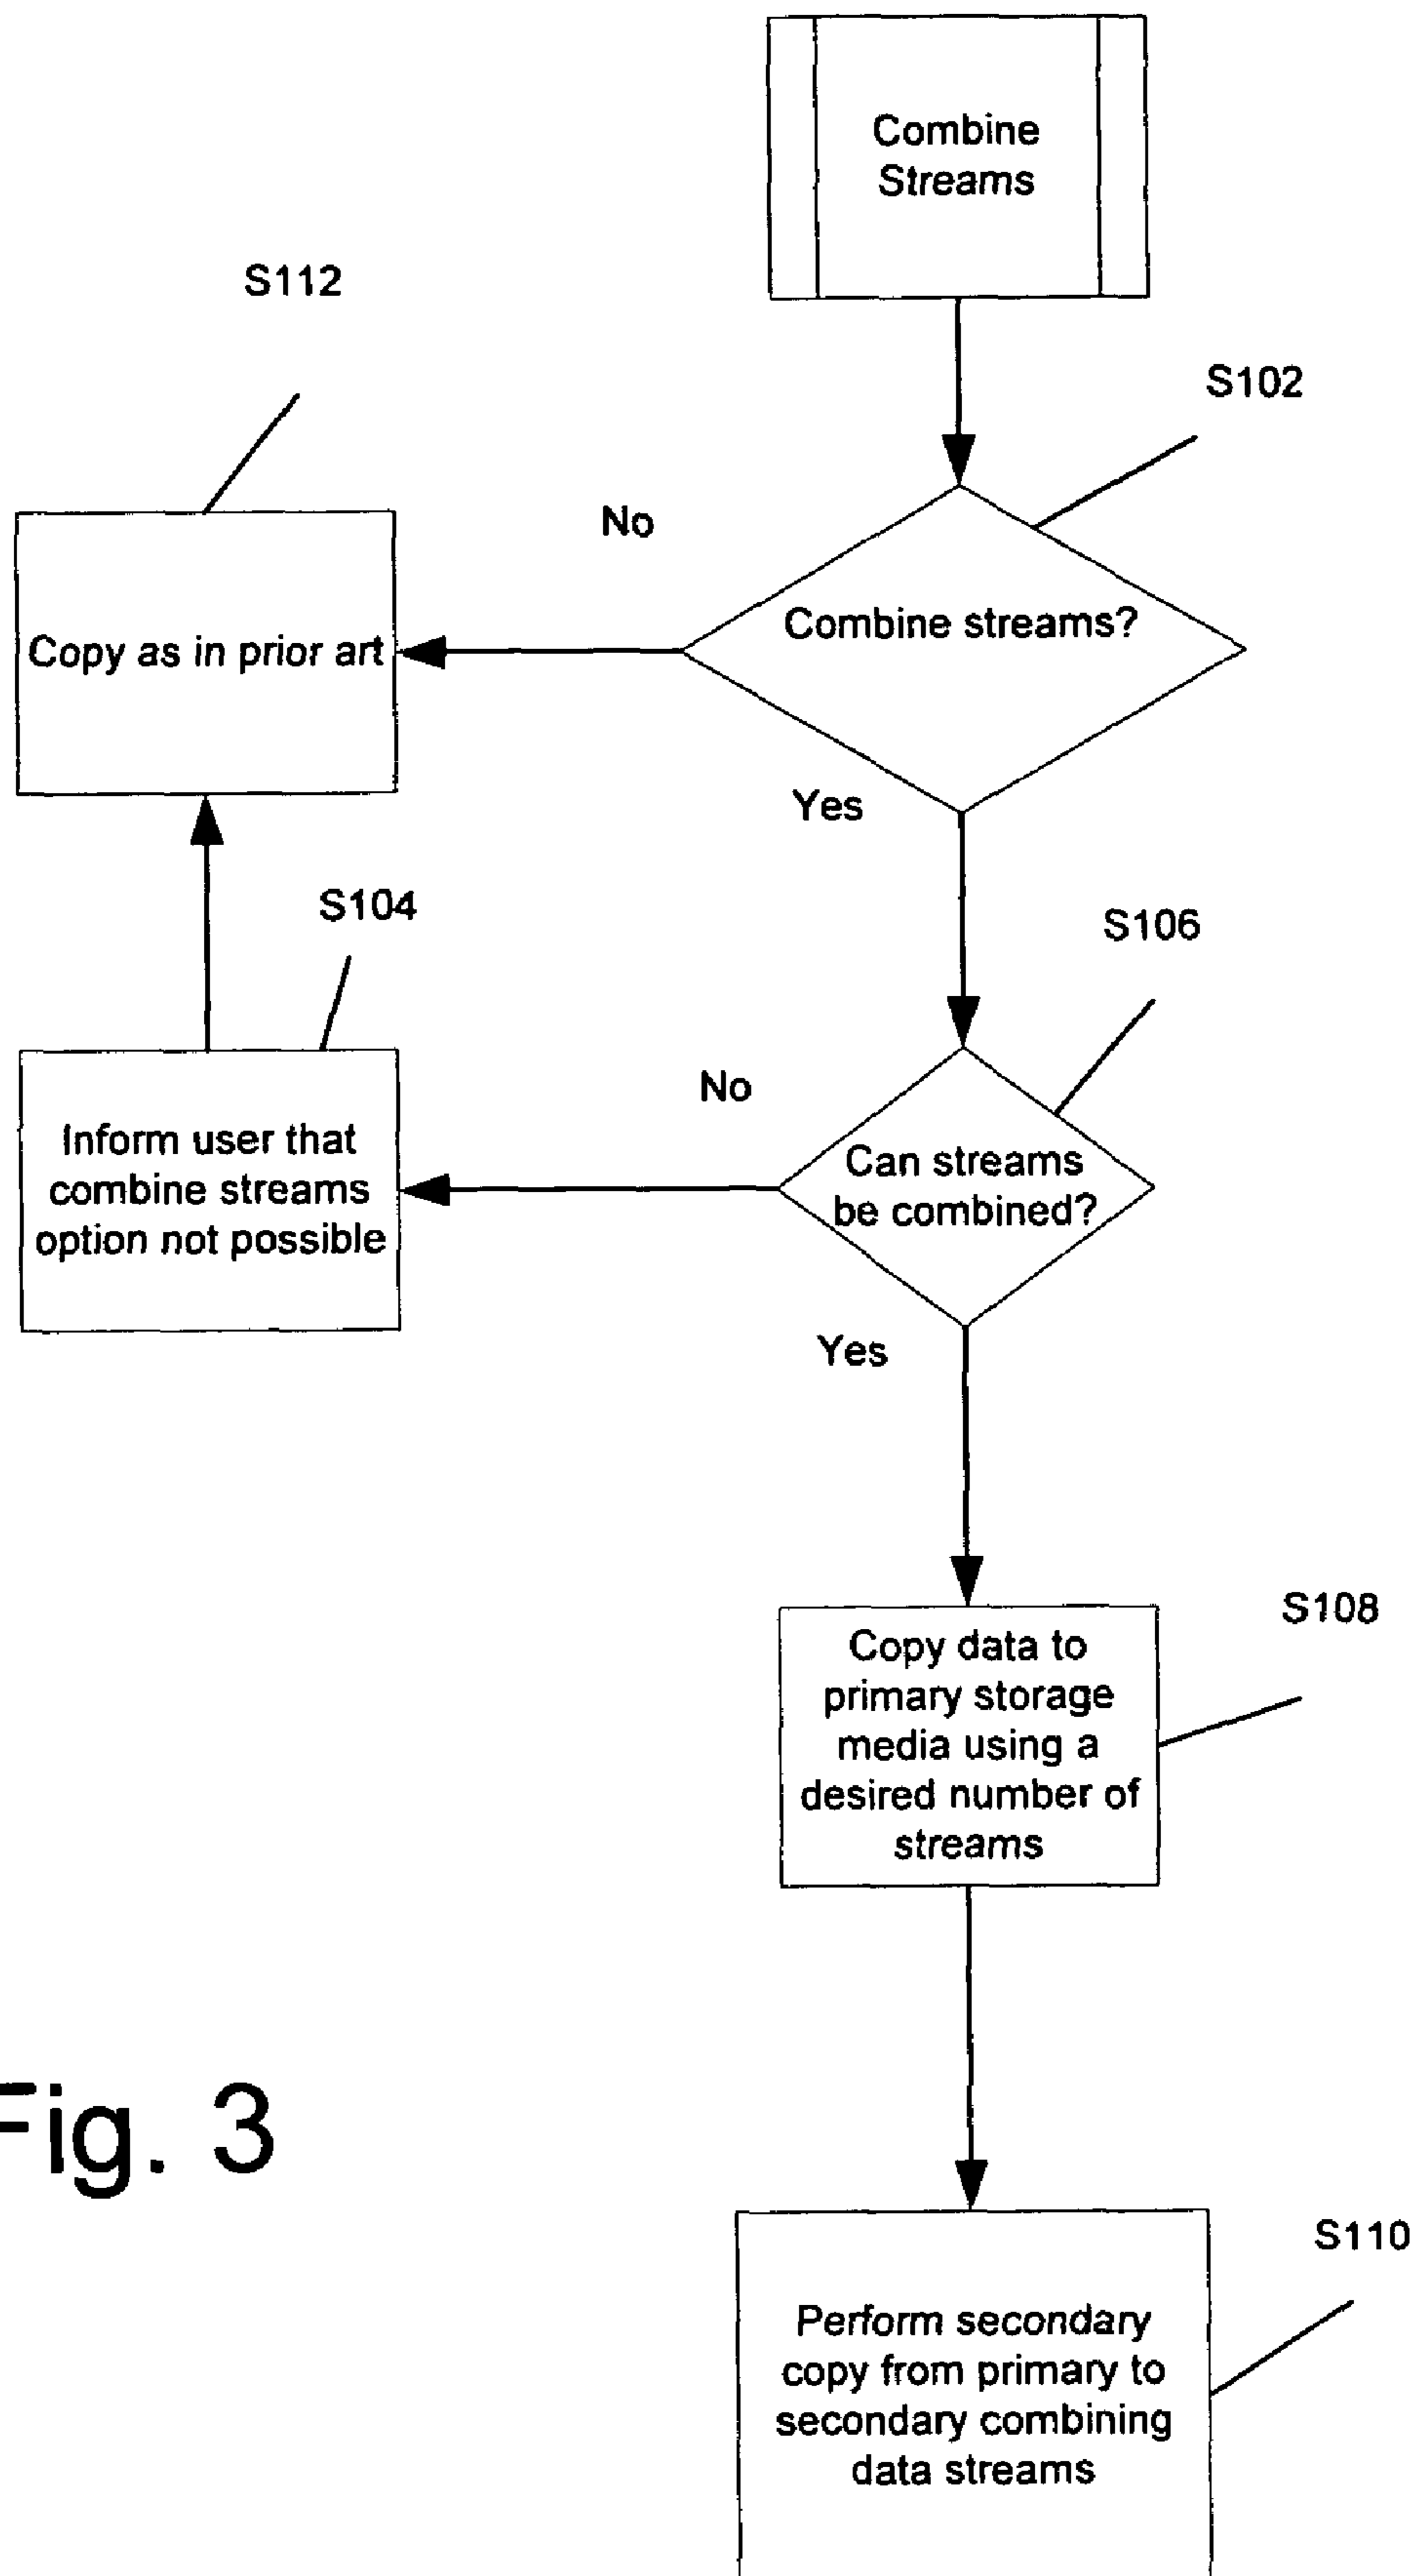 Combine
Streams
S112
S102
No
Combine streams?
Copy as in prior art
Yes
S104
S106
No
Inform user that
combine streams
option not possible
Can streams
be combined?
Yes
S108
Copy data to
primary storage
media using a
desired number of
streams
Fig. 3
S110
Perform secondary
copy from primary to
secondary combining
data streams